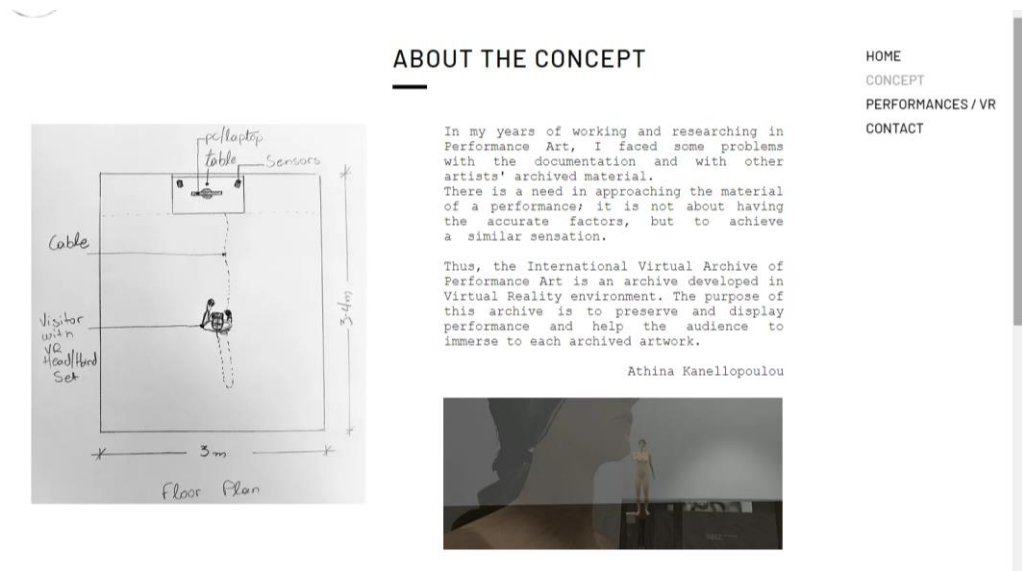 ABOUT THE CONCEPT
HOME
CONCEPT
PERFORMANCES / VR
CONTACT
pc/laptop
table
Sensors
Cable
Visitor
with
VR
Head/Hand
Set
3-4m
3m
Floor Plan
In my years of working and researching in
Performance Art, I faced some problems
with the documentation and with other
artists' archived material.
There is a need in approaching the material
of a performance; it is not about having
the accurate factors, but to achieve
a similar sensation.
Thus, the International Virtual Archive of
Performance Art is an archive developed in
Virtual Reality environment. The purpose of
this archive is to preserve and display
performance and help the audience to
immerse to each archived artwork.
Athina Kanellopoulou